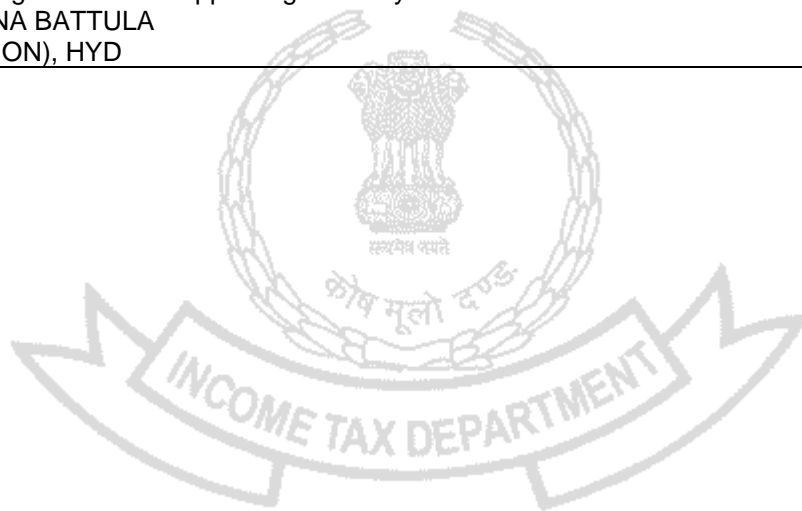 NA BATTULA
ON), HYD
सत्यमेव जयते
कोष मूलो दण्डः
INCOME TAX DEPARTMENT